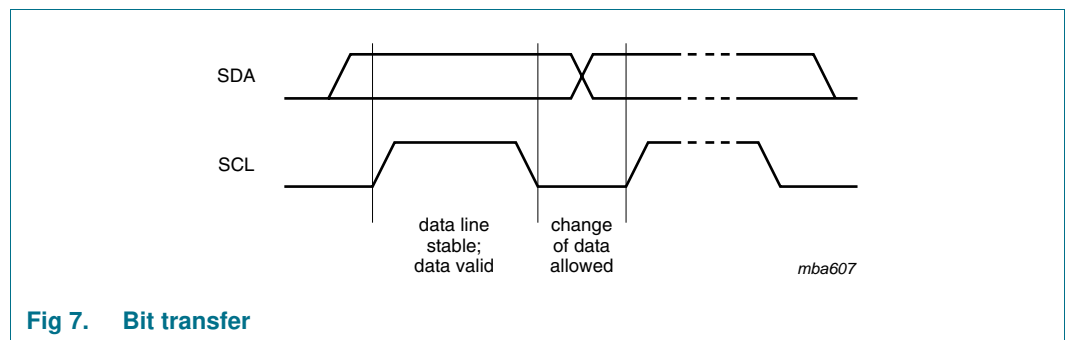 SDA
SCL
data line
stable;
data valid
change
of data
allowed
mba607
Fig 7. Bit transfer